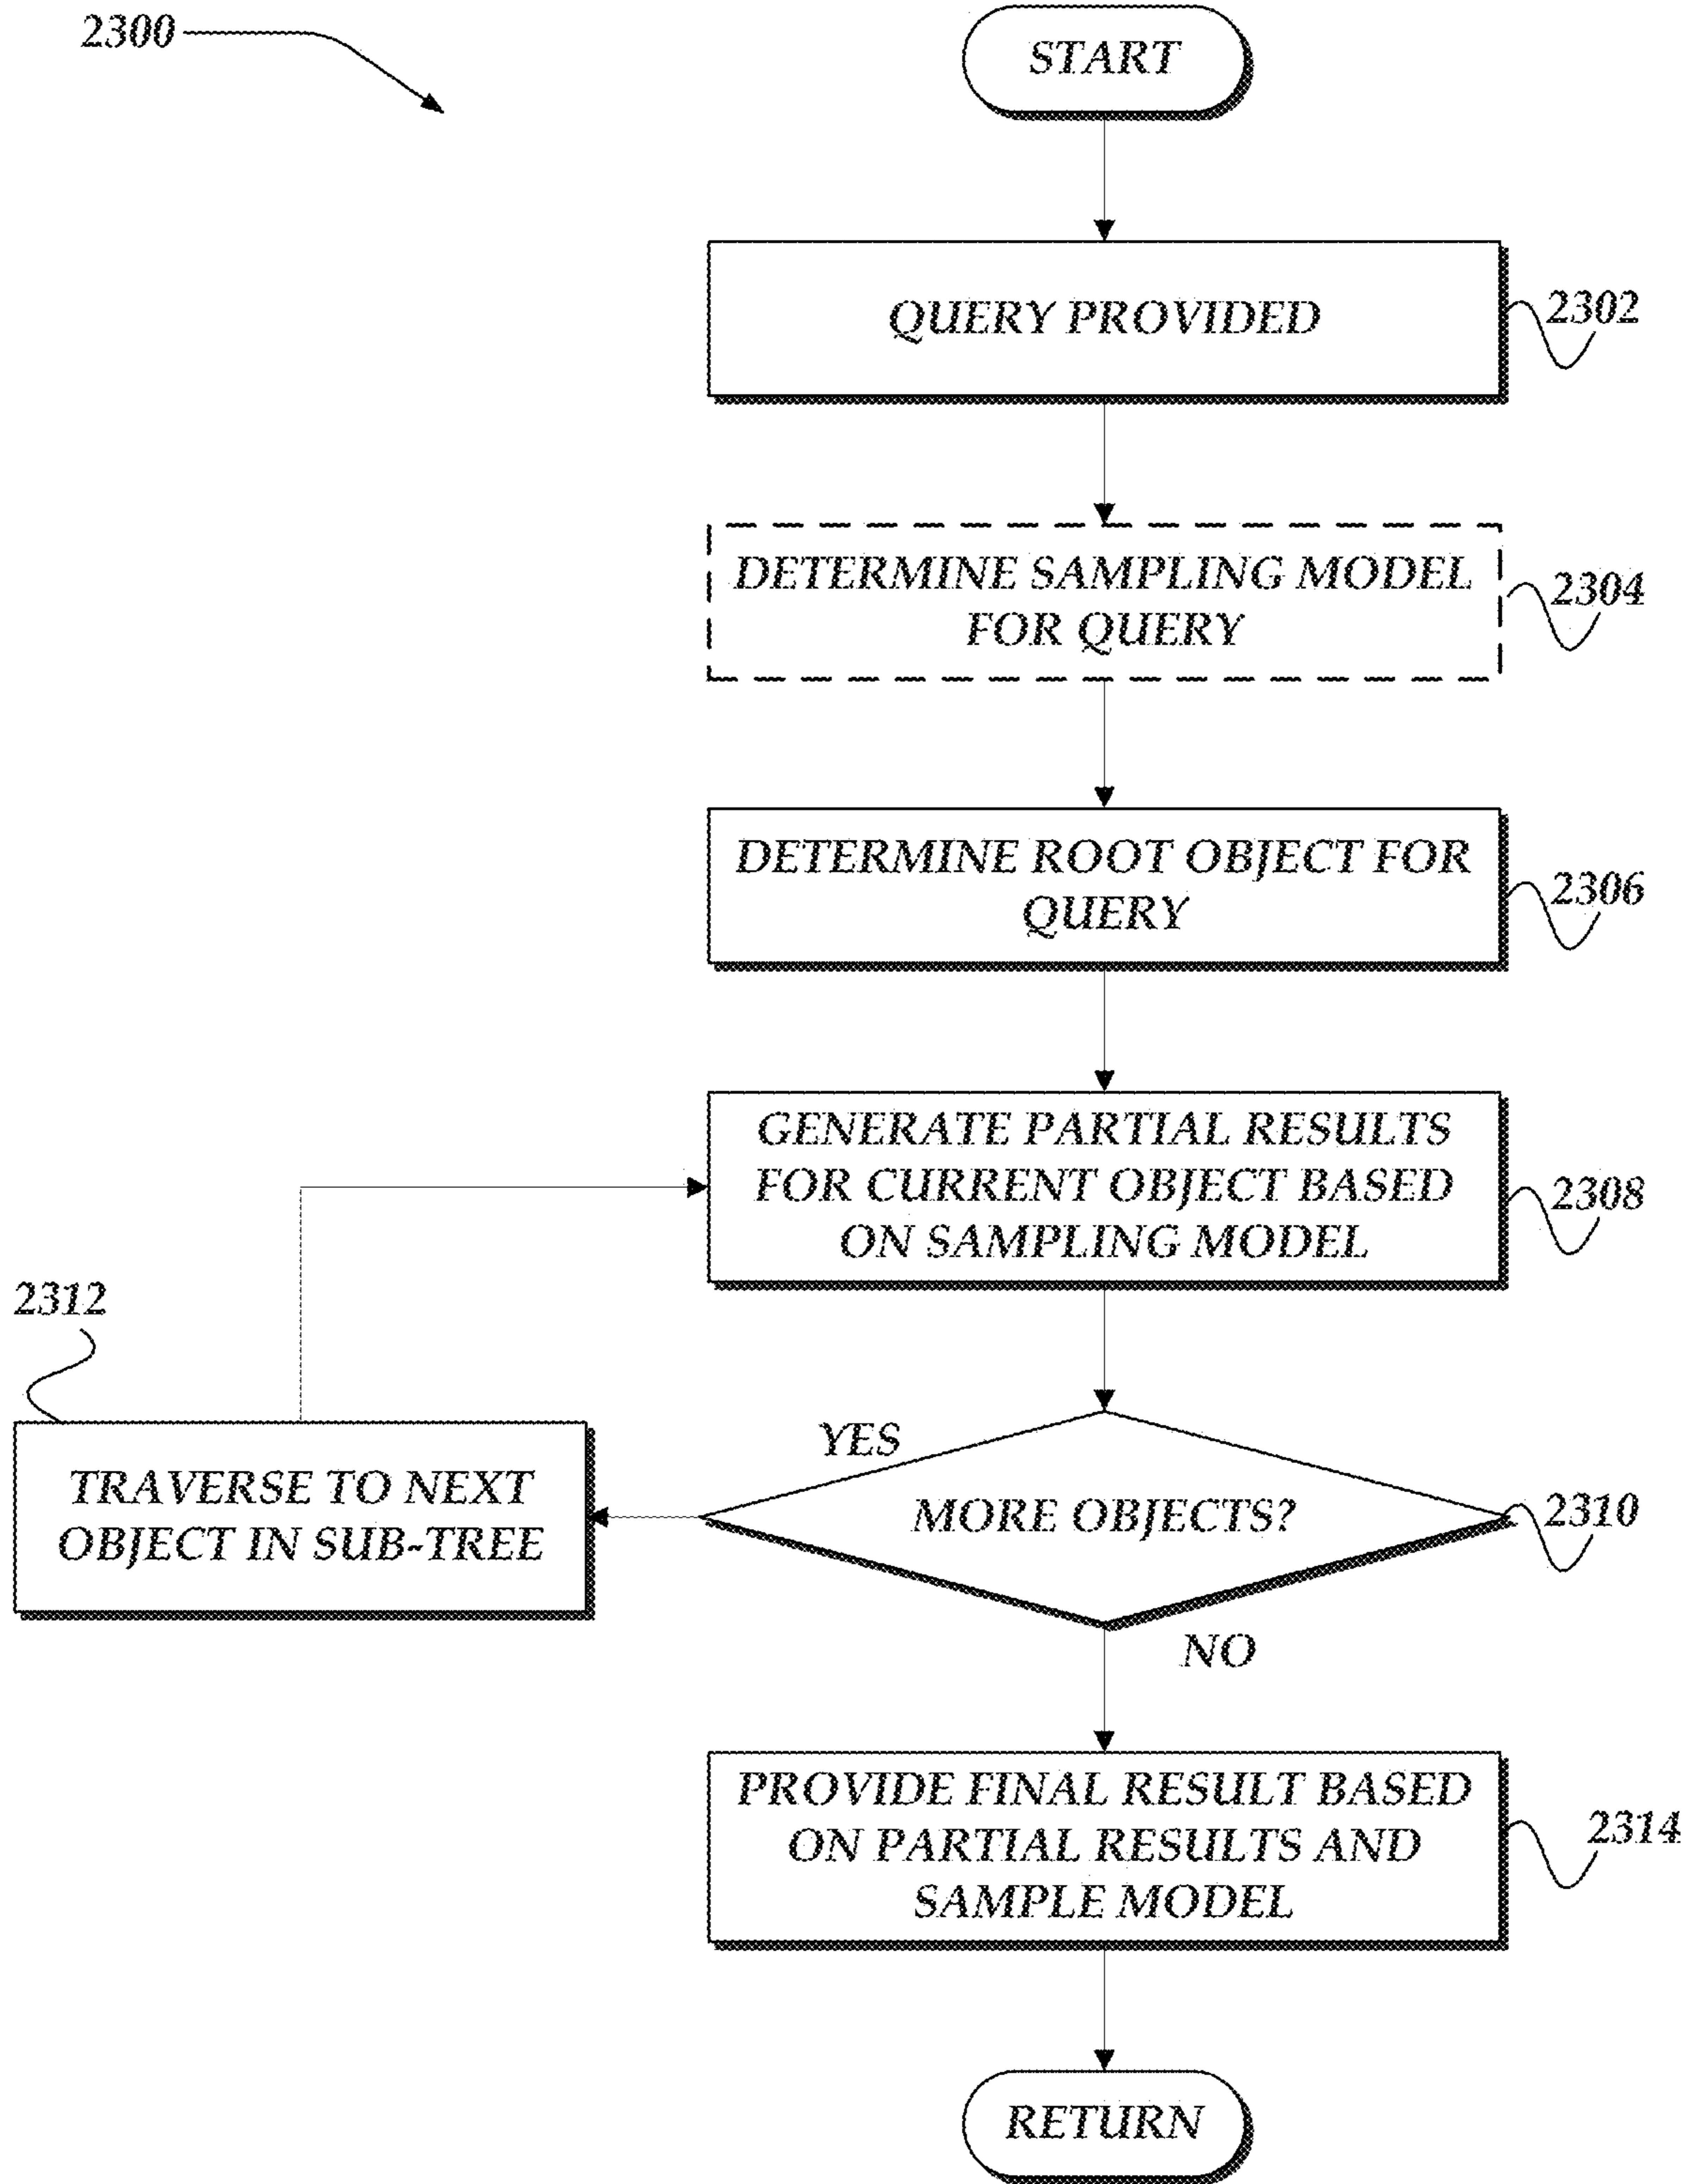 2300
START
QUERY PROVIDED
2302
DETERMINE SAMPLING MODEL
FOR QUERY
2304
DETERMINE ROOT OBJECT FOR
QUERY
2306
GENERATE PARTIAL RESULTS
FOR CURRENT OBJECT BASED
ON SAMPLING MODEL
2308
2312
TRAVERSE TO NEXT
OBJECT IN SUB-TREE
YES
MORE OBJECTS?
2310
NO
PROVIDE FINAL RESULT BASED
ON PARTIAL RESULTS AND
SAMPLE MODEL
2314
RETURN